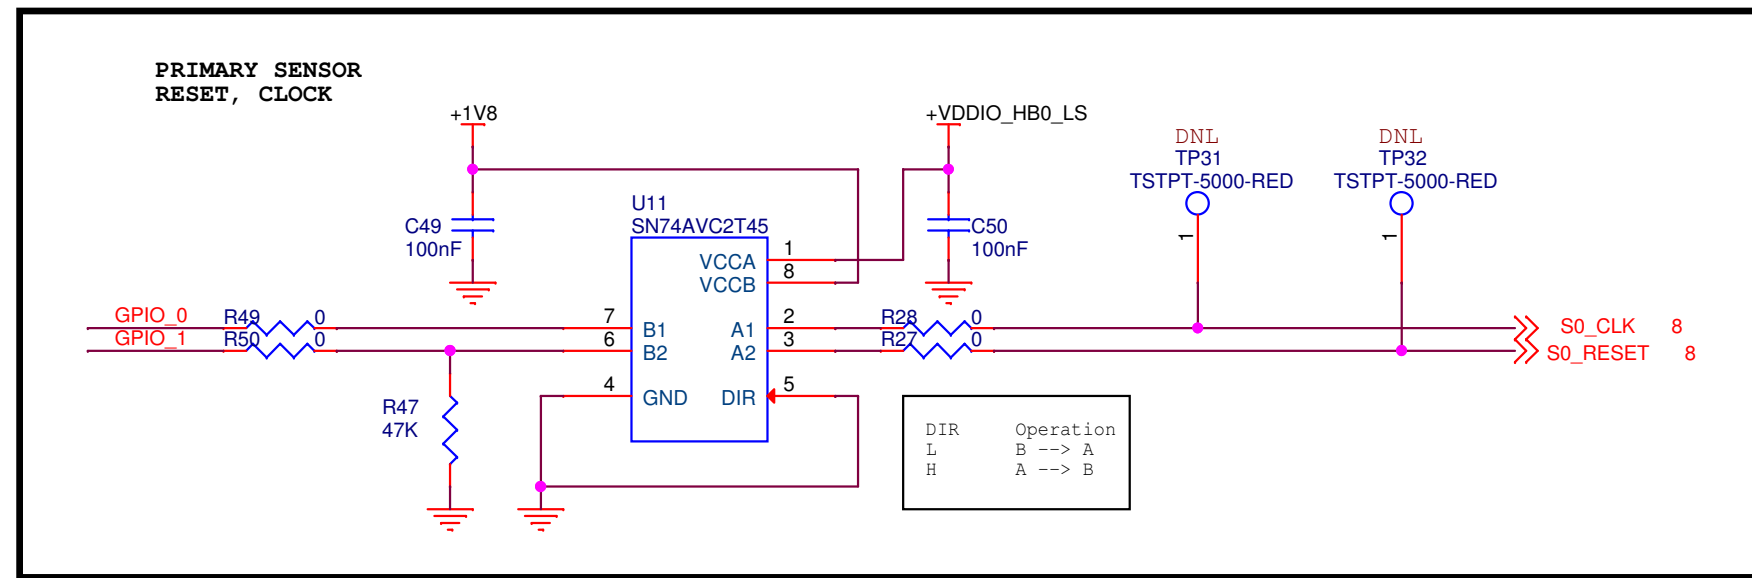 PRIMARY SENSOR
RESET, CLOCK
+1V8
+VDDIO_HB0_LS
DNL
TP31
TSTPT-5000-RED
1
DNL
TP32
TSTPT-5000-RED
1
C49
100nF
C50
100nF
U11
SN74AVC2T45
VCCA 1
VCCB 8
GPIO_0 R49 0 7 B1 A1 2 R28 0 S0_CLK 8
GPIO_1 R50 0 6 B2 A2 3 R27 0 S0_RESET 8
4 GND DIR 5
R47
47K
DIR Operation
L B --> A
H A --> B